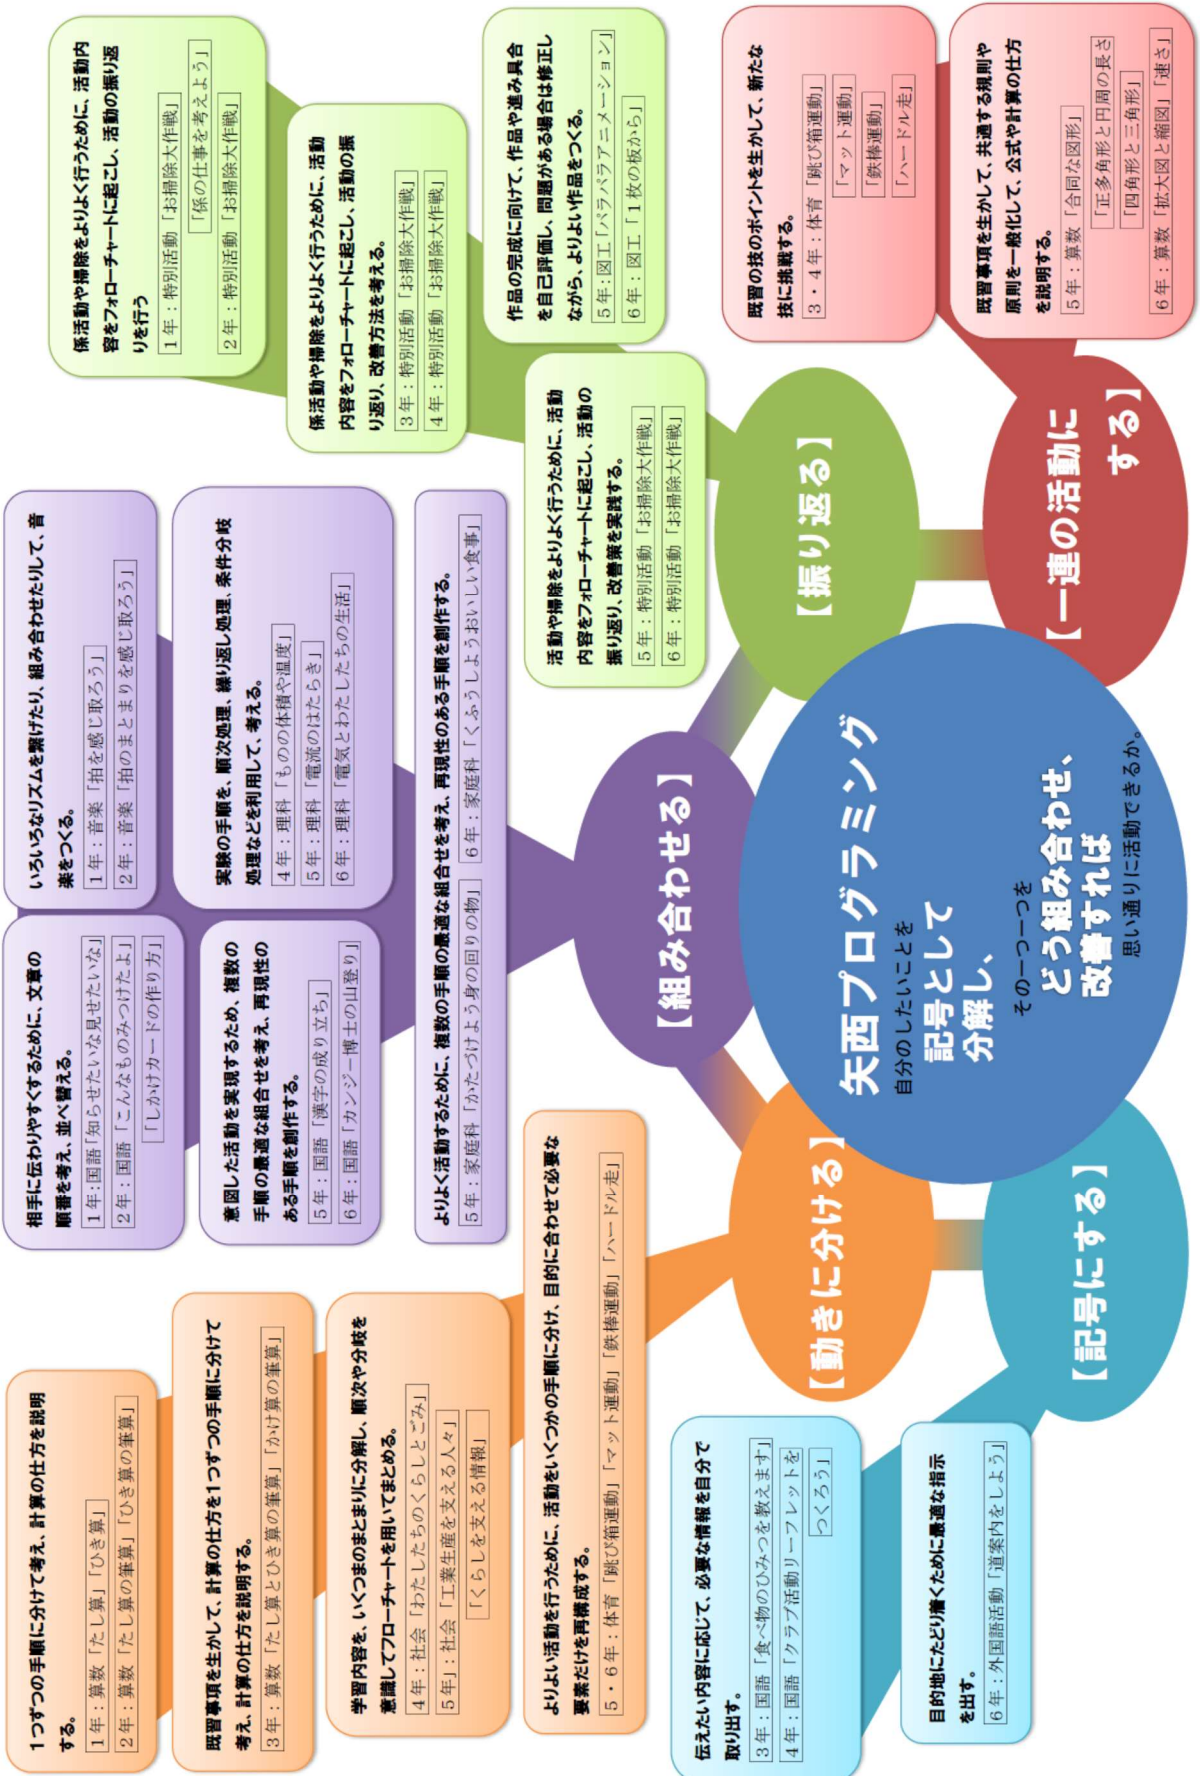 1つずつの手順に分けて考え、計算の仕方を説明
する。
1年：算数「たし算」「ひき算」
2年：算数「たし算の筆算」「ひき算の筆算」
既習事項を生かして、計算の仕方を1つずつの手順に分けて
考え、計算の仕方を説明する。
3年：算数「たし算とひき算の筆算」「かけ算の筆算」
学習内容を、いくつまのまとまりに分解し、順次や分岐を
意識してフローチャートを用いてまとめる。
4年：社会「わたしたちのくらしとごみ」
5年」：社会「工業生産を支える人々」
「くらしを支える情報」
よりよい活動を行うために、活動をいくつかの手順に分け、目的に合わせて必要な
要素だけを再構成する。
5・6年：体育「跳び箱運動」「マット運動」「鉄棒運動」「ハードル走」
【動きに分ける】
伝えたい内容に応じて、必要な情報を自分で
取り出す。
3年：国語「食べ物のひみつを教えます」
4年：国語「クラブ活動リーフレットを
つくろう」
目的地にたどり着くために最適な指示
を出す。
6年：外国語活動「道案内をしよう」
【記号にする】
相手に伝わりやすくするために、文章の
順番を考え、並べ替える。
1年：国語「知らせたいな見せたいな」
2年：国語「こんなものみつけたよ」
「しかけカードの作り方」
いろいろなリズムを繋げたり、組み合わせたりして、音
楽をつくる。
1年：音楽「拍を感じ取ろう」
2年：音楽「拍のまとまりを感じ取ろう」
意図した活動を実現するため、複数の
手順の最適な組合せを考え、再現性の
ある手順を創作する。
5年：国語「漢字の成り立ち」
6年：国語「カンジー博士の山登り」
実験の手順を、順次処理、繰り返し処理、条件分岐
処理などを利用して、考える。
4年：理科「ものの体積や温度」
5年：理科「電流のはたらき」
6年：理科「電気とわたしたちの生活」
よりよく活動するために、複数の手順の最適な組合せを考え、再現性のある手順を創作する。
5年：家庭科「かたづけよう身の回りの物」 6年：家庭科「くふうしようおいしい食事」
【組み合わせる】
矢西プログラミング
自分のしたいことを
記号として
分解し、
その一つ一つを
どう組み合わせ、
改善すれば
思い通りに活動できるか。
係活動や掃除をよりよく行うために、活動内
容をフォローチャートに起こし、活動の振り返
りを行う
1年：特別活動「お掃除大作戦」
「係の仕事を考えよう」
2年：特別活動「お掃除大作戦」
係活動や掃除をよりよく行うために、活動
内容をフォローチャートに起こし、活動の振
り返り、改善方法を考える。
3年：特別活動「お掃除大作戦」
4年：特別活動「お掃除大作戦」
作品の完成に向けて、作品や進み具合
を自己評価し、問題がある場合は修正し
ながら、よりよい作品をつくる。
5年：図工「パラパラアニメーション」
6年：図工「1枚の板から」
活動や掃除をよりよく行うために、活動
内容をフォローチャートに起こし、活動の
振り返り、改善策を実践する。
5年：特別活動「お掃除大作戦」
6年：特別活動「お掃除大作戦」
【振り返る】
既習の技のポイントを生かして、新たな
技に挑戦する。
3・4年：体育「跳び箱運動」
「マット運動」
「鉄棒運動」
「ハードル走」
既習事項を生かして、共通する規則や
原則を一般化して、公式や計算の仕方
を説明する。
5年：算数「合同な図形」
「正多角形と円周の長さ
「四角形と三角形」
6年：算数「拡大図と縮図」「速さ」
【一連の活動に
する】